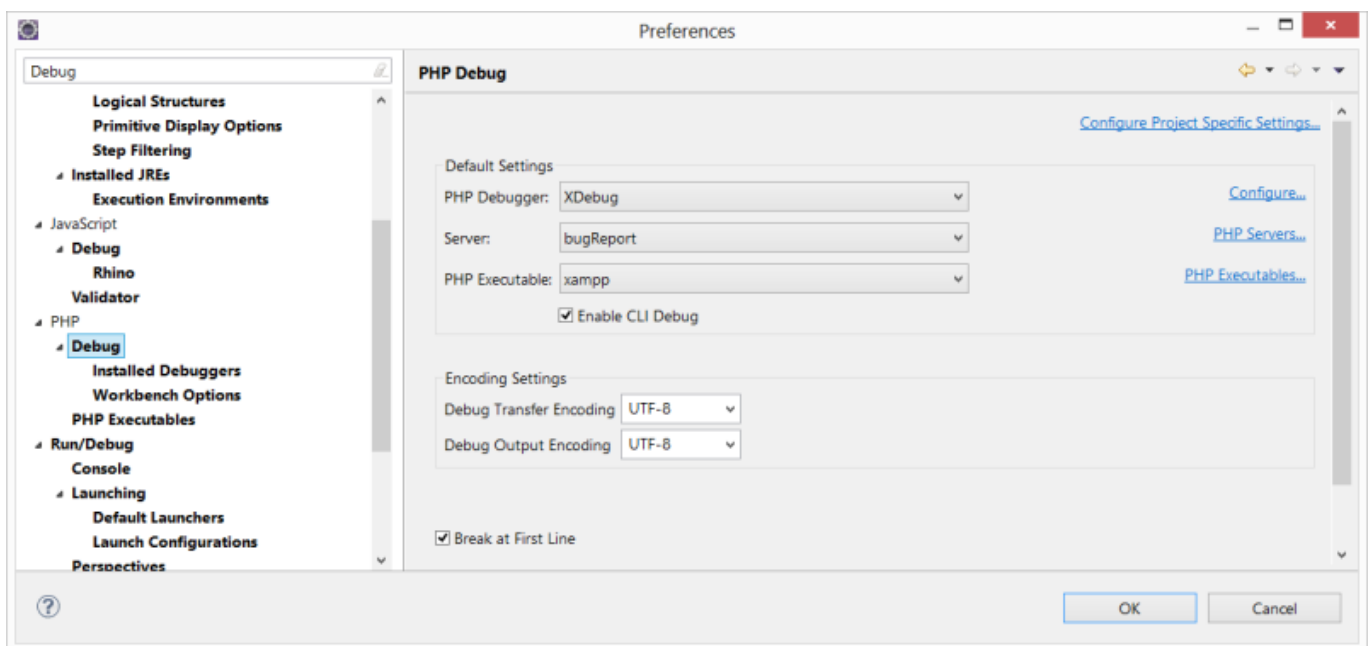 Preferences
Debug
Logical Structures
Primitive Display Options
Step Filtering
Installed JREs
Execution Environments
JavaScript
Debug
Rhino
Validator
PHP
Debug
Installed Debuggers
Workbench Options
PHP Executables
Run/Debug
Console
Launching
Default Launchers
Launch Configurations
Perspectives
PHP Debug
Configure Project Specific Settings...
Default Settings
PHP Debugger: XDebug Configure...
Server: bugReport PHP Servers...
PHP Executable: xampp PHP Executables...
Enable CLI Debug
Encoding Settings
Debug Transfer Encoding UTF-8
Debug Output Encoding UTF-8
Break at First Line
OK Cancel